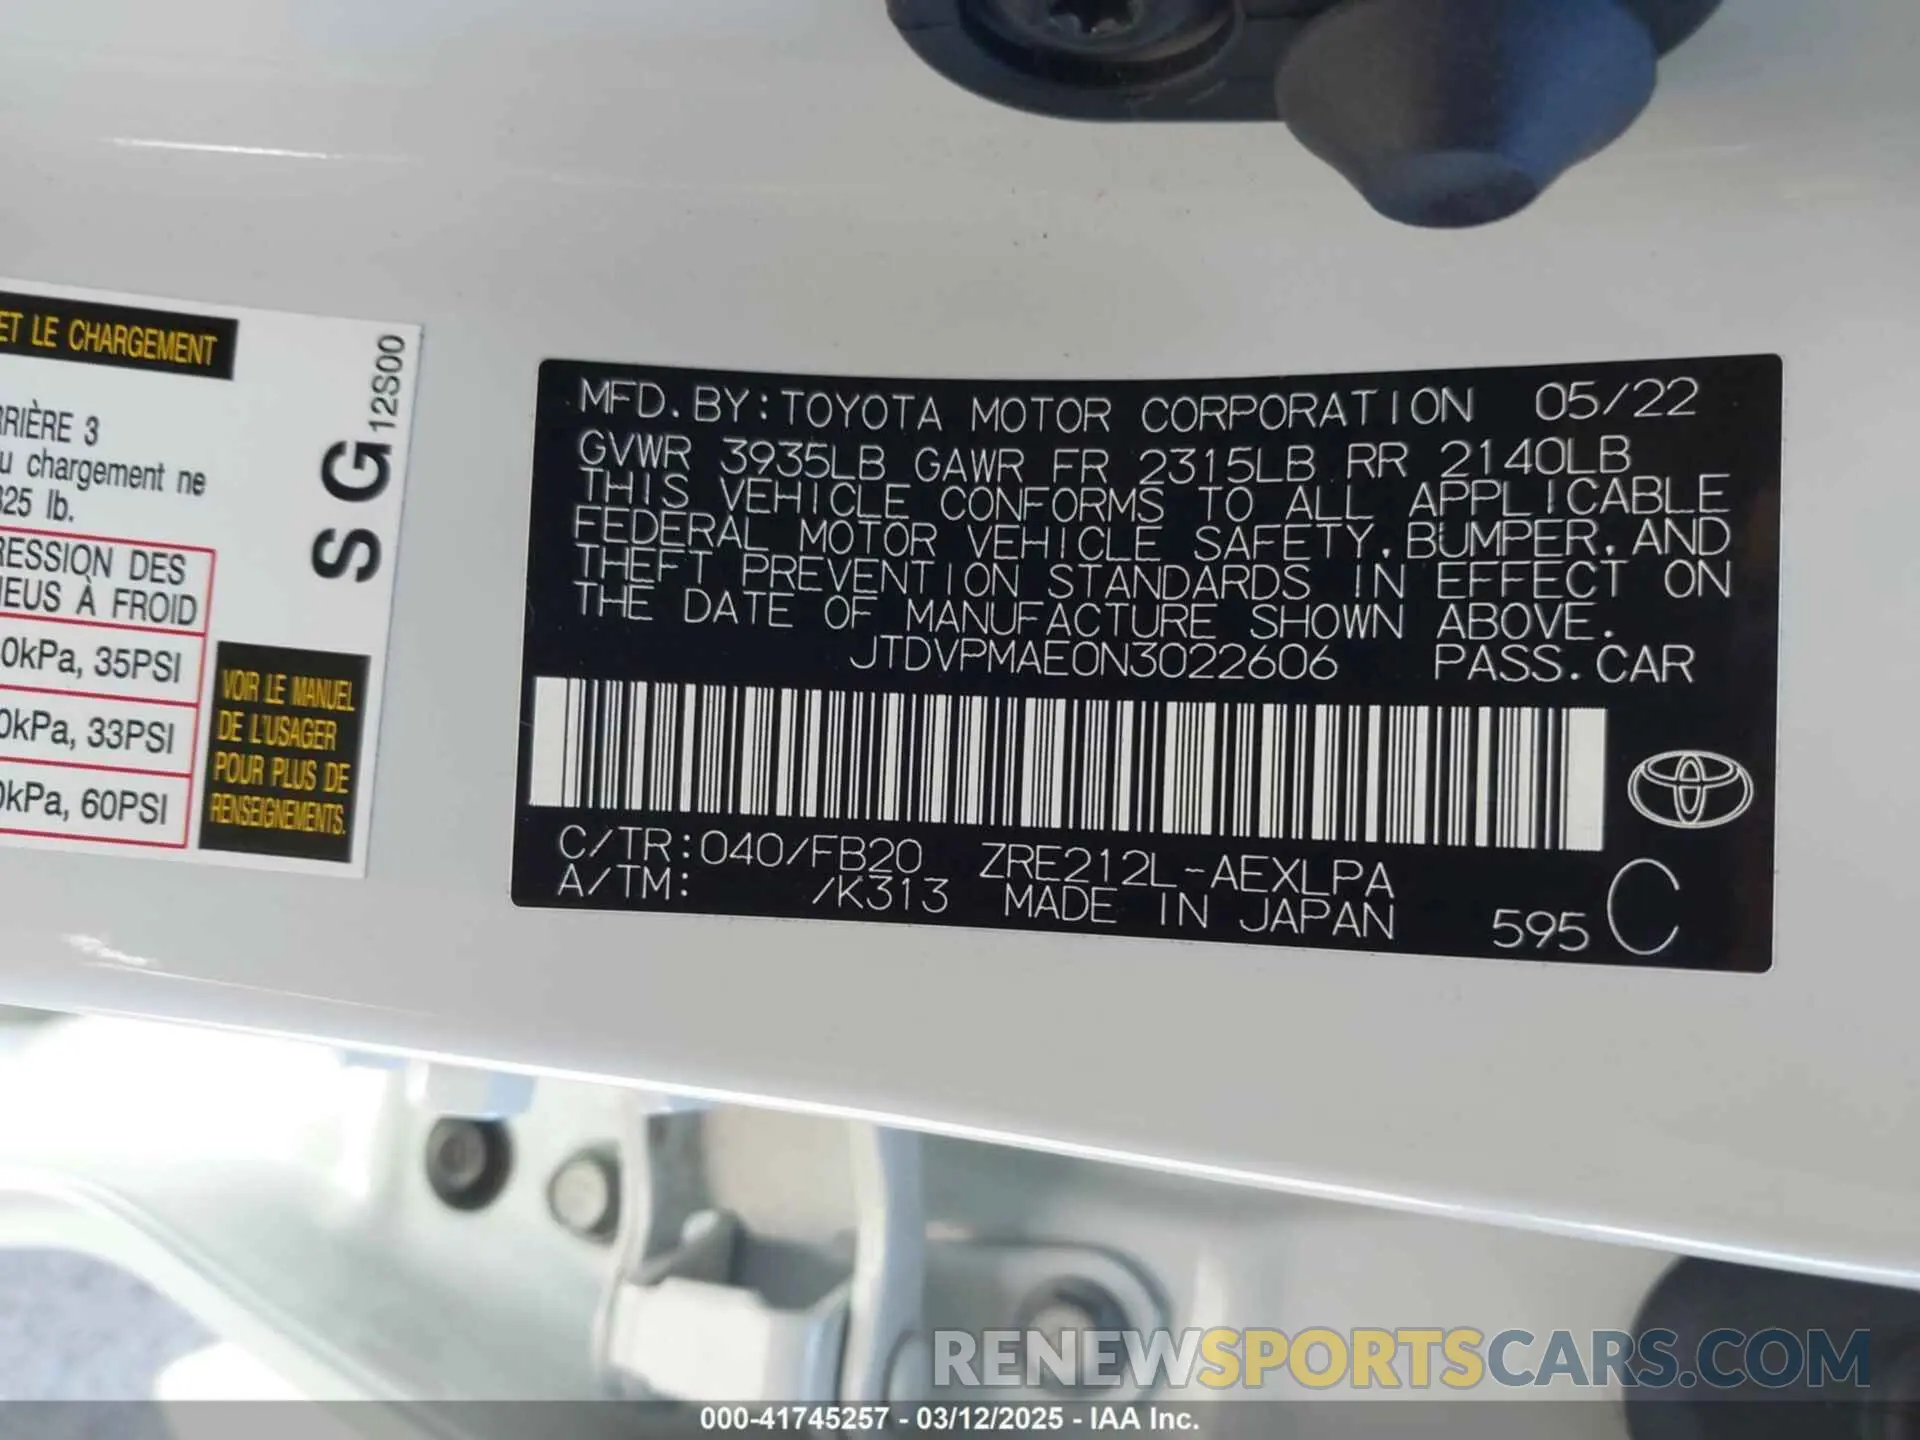 ET LE CHARGEMENT
RRIÈRE 3
u chargement ne
825 lb.
RESSION DES
NEUS À FROID
0kPa, 35PSI
0kPa, 33PSI
0kPa, 60PSI
SG 12S00
VOIR LE MANUEL
DE L'USAGER
POUR PLUS DE
RENSEIGNEMENTS.
MFD. BY: TOYOTA MOTOR CORPORATION 05/22
GVWR 3935LB GAWR FR 2315LB RR 2140LB
THIS VEHICLE CONFORMS TO ALL APPLICABLE
FEDERAL MOTOR VEHICLE SAFETY, BUMPER, AND
THEFT PREVENTION STANDARDS IN EFFECT ON
THE DATE OF MANUFACTURE SHOWN ABOVE.
JTDVPMAE0N3022606 PASS. CAR
C/TR: 040/FB20 ZRE212L-AEXLPA
A/TM: /K313 MADE IN JAPAN 595 C
RENEWSPORTSCARS.COM
000-41745257 - 03/12/2025 - IAA Inc.